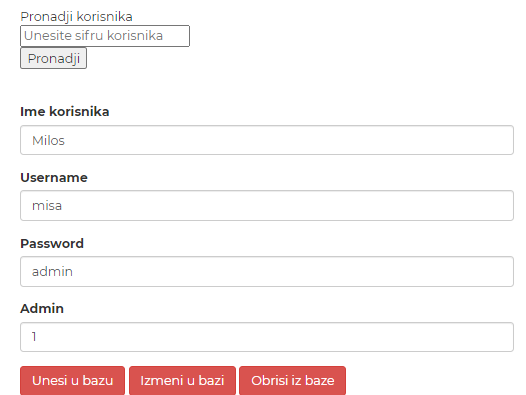 Pronadji korisnika
Unesite sifru korisnika
Pronadji
Ime korisnika
Milos
Username
misa
Password
admin
Admin
1
Unesi u bazu Izmeni u bazi Obrisi iz baze